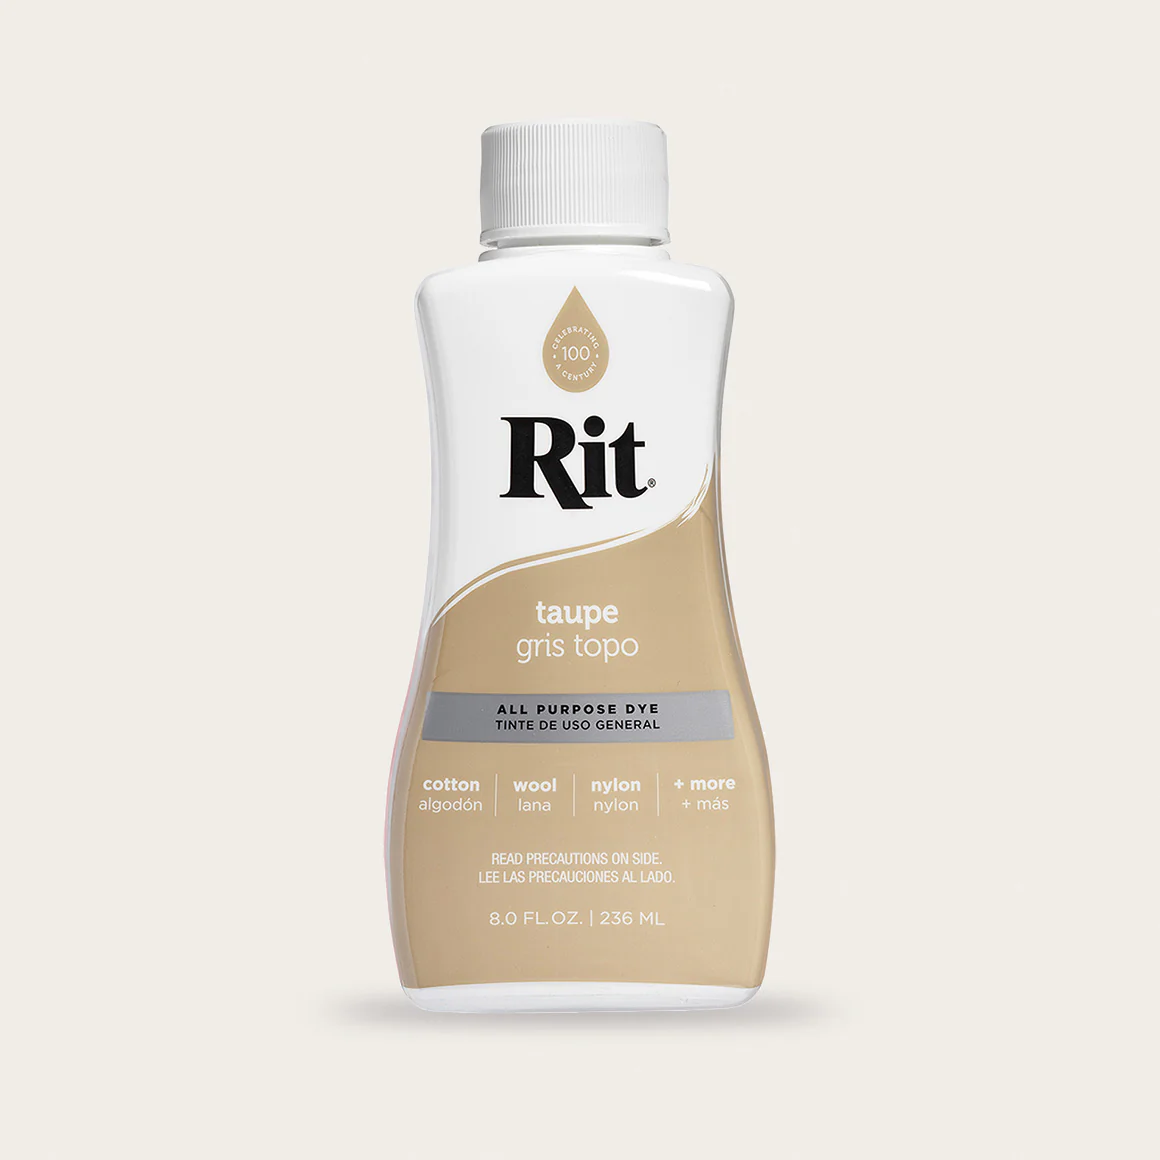 CELEBRATING
100
A CENTURY
Rit®
taupe
gris topo
ALL PURPOSE DYE
TINTE DE USO GENERAL
cotton wool nylon + more
algodón lana nylon + más
READ PRECAUTIONS ON SIDE.
LEE LAS PRECAUCIONES AL LADO.
8.0 FL. OZ. | 236 ML